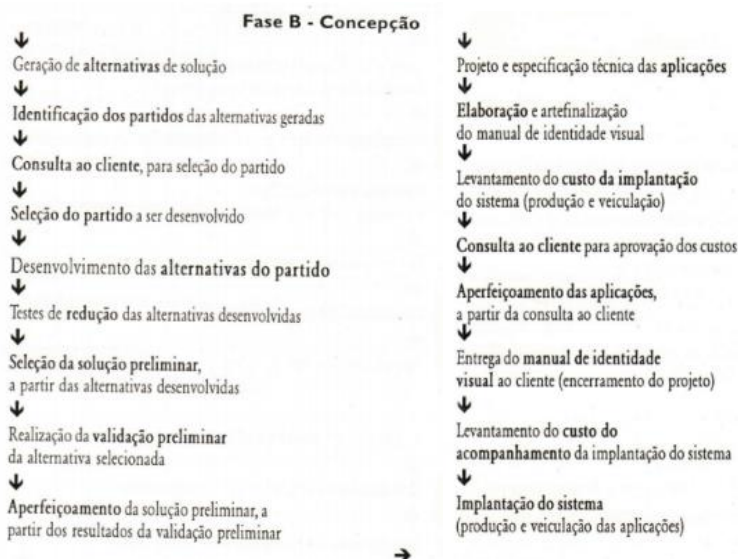 Fase B - Concepção
Geração de alternativas de solução
Identificação dos partidos das alternativas geradas
Consulta ao cliente, para seleção do partido
Seleção do partido a ser desenvolvido
Desenvolvimento das alternativas do partido
Testes de redução das alternativas desenvolvidas
Seleção da solução preliminar,
a partir das alternativas desenvolvidas
Realização da validação preliminar
da alternativa selecionada
Aperfeiçoamento da solução preliminar, a
partir dos resultados da validação preliminar
Projeto e especificação técnica das aplicações
Elaboração e artefinalização
do manual de identidade visual
Levantamento do custo da implantação
do sistema (produção e veiculação)
Consulta ao cliente para aprovação dos custos
Aperfeiçoamento das aplicações,
a partir da consulta ao cliente
Entrega do manual de identidade
visual ao cliente (encerramento do projeto)
Levantamento do custo do
acompanhamento da implantação do sistema
Implantação do sistema
(produção e veiculação das aplicações)